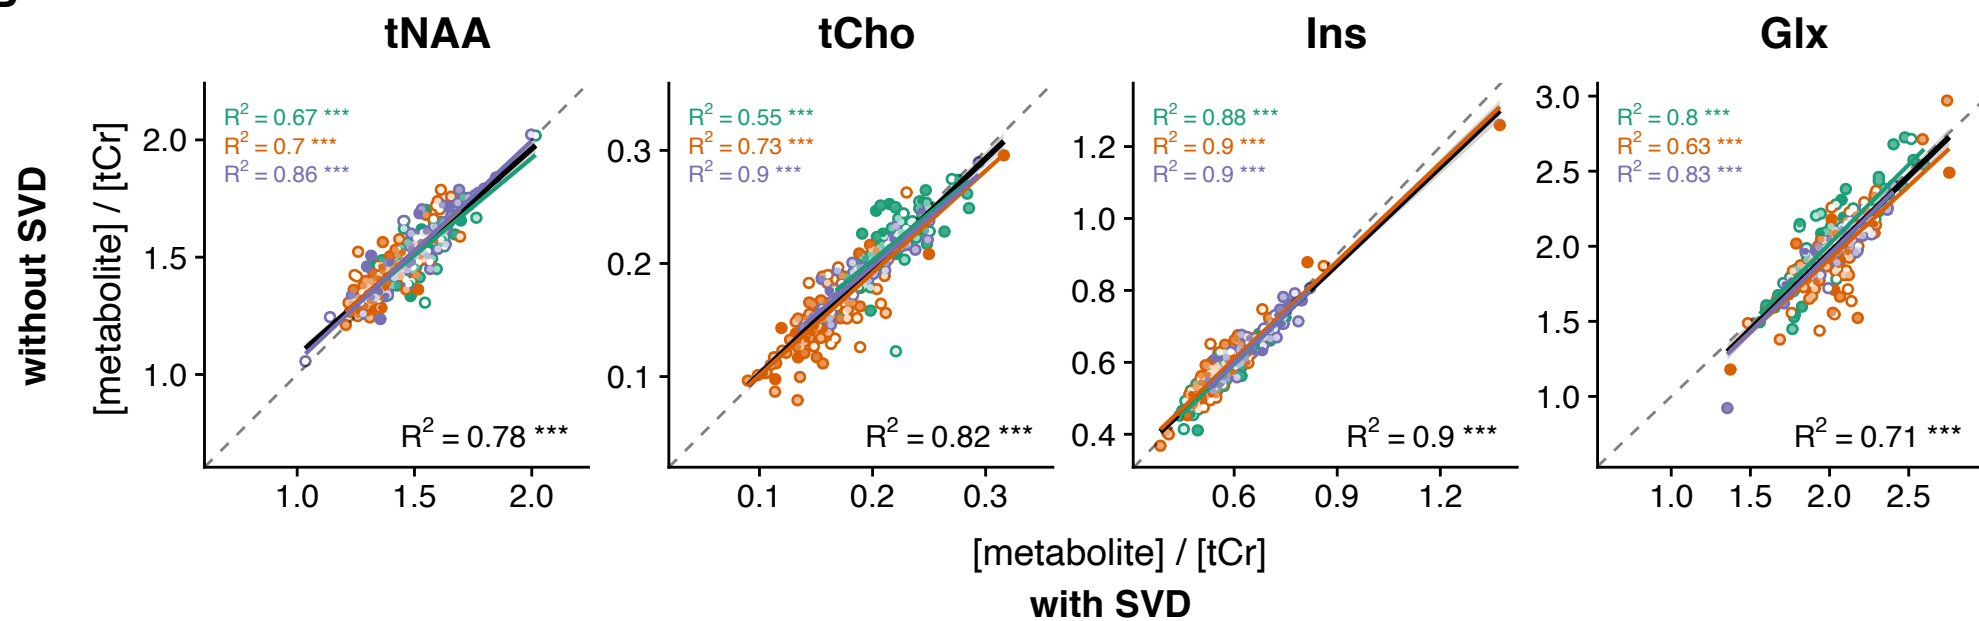 tNAA
tCho
Ins
Glx
without SVD
[metabolite] / [tCr]
R2 = 0.67 ***
R2 = 0.7 ***
R2 = 0.86 ***
2.0
1.5
1.0
R2 = 0.78 ***
1.0 1.5 2.0
R2 = 0.55 ***
R2 = 0.73 ***
R2 = 0.9 ***
0.3
0.2
0.1
R2 = 0.82 ***
0.1 0.2 0.3
R2 = 0.88 ***
R2 = 0.9 ***
R2 = 0.9 ***
1.2
1.0
0.8
0.6
0.4
R2 = 0.9 ***
0.6 0.9 1.2
R2 = 0.8 ***
R2 = 0.63 ***
R2 = 0.83 ***
3.0
2.5
2.0
1.5
1.0
R2 = 0.71 ***
1.0 1.5 2.0 2.5
[metabolite] / [tCr]
with SVD